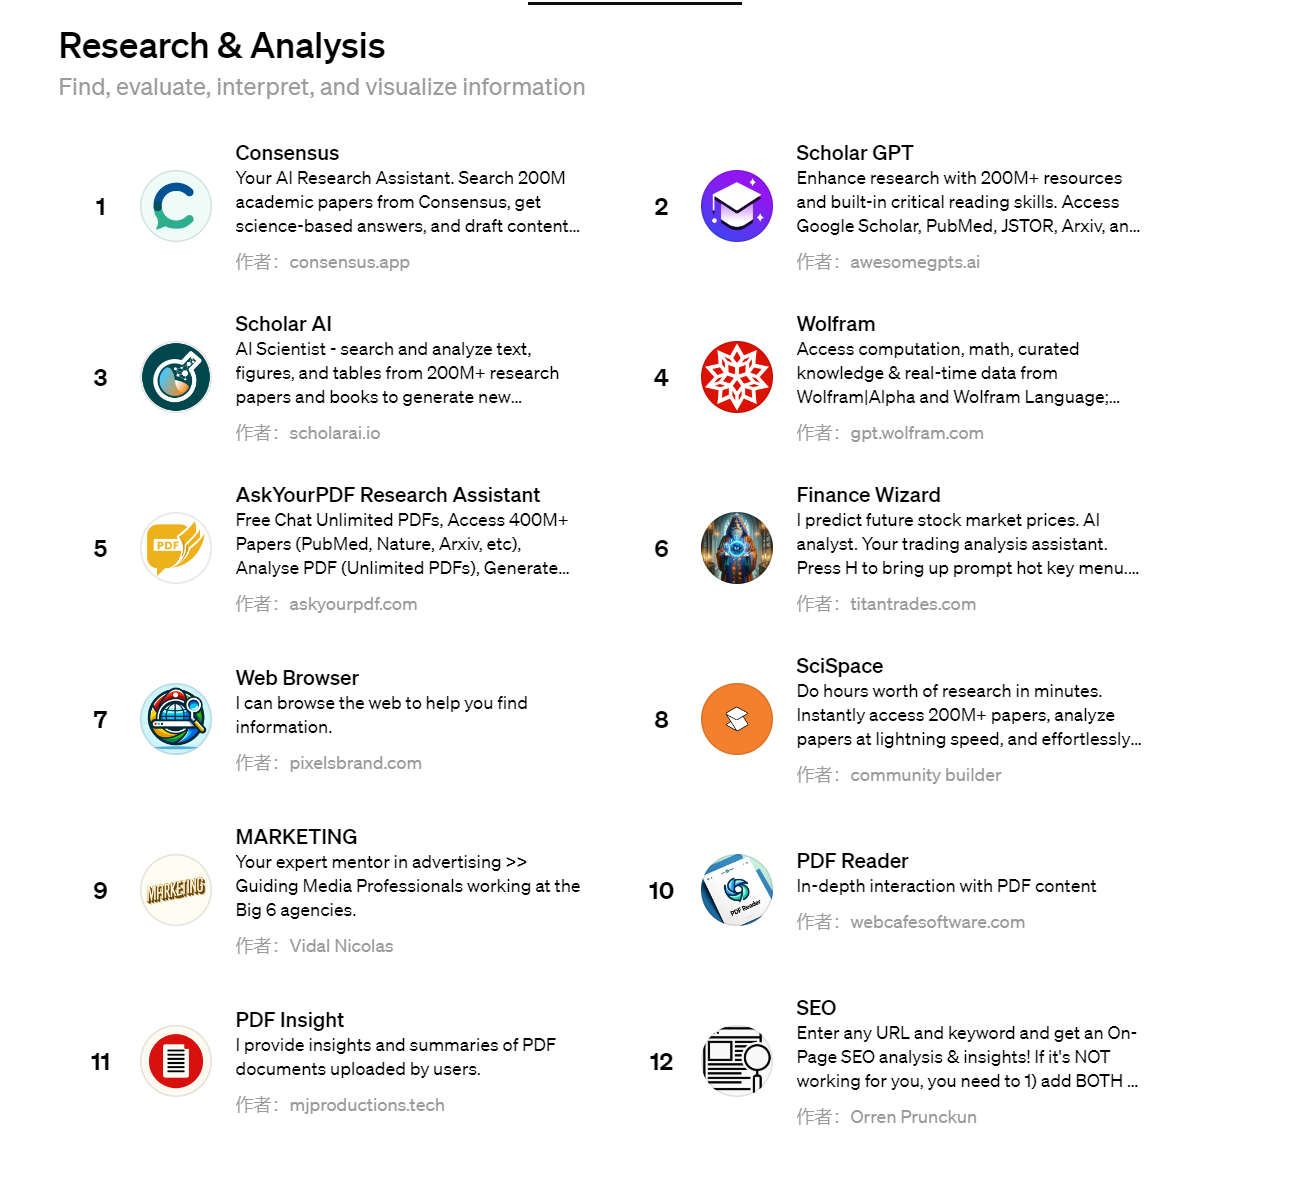 Research & Analysis
Find, evaluate, interpret, and visualize information
1
Consensus
Your AI Research Assistant. Search 200M
academic papers from Consensus, get
science-based answers, and draft content...
作者：consensus.app
2
Scholar GPT
Enhance research with 200M+ resources
and built-in critical reading skills. Access
Google Scholar, PubMed, JSTOR, Arxiv, an...
作者：awesomegpts.ai
3
Scholar AI
AI Scientist - search and analyze text,
figures, and tables from 200M+ research
papers and books to generate new...
作者：scholarai.io
4
Wolfram
Access computation, math, curated
knowledge & real-time data from
Wolfram|Alpha and Wolfram Language;...
作者：gpt.wolfram.com
5
PDF
AskYourPDF Research Assistant
Free Chat Unlimited PDFs, Access 400M+
Papers (PubMed, Nature, Arxiv, etc),
Analyse PDF (Unlimited PDFs), Generate...
作者：askyourpdf.com
6
Finance Wizard
I predict future stock market prices. AI
analyst. Your trading analysis assistant.
Press H to bring up prompt hot key menu....
作者：titantrades.com
7
Web Browser
I can browse the web to help you find
information.
作者：pixelsbrand.com
8
SciSpace
Do hours worth of research in minutes.
Instantly access 200M+ papers, analyze
papers at lightning speed, and effortlessly...
作者：community builder
9
MARKETING
MARKETING
Your expert mentor in advertising >>
Guiding Media Professionals working at the
Big 6 agencies.
作者：Vidal Nicolas
10
PDF Reader
PDF Reader
In-depth interaction with PDF content
作者：webcafesoftware.com
11
PDF Insight
I provide insights and summaries of PDF
documents uploaded by users.
作者：mjproductions.tech
12
SEO
Enter any URL and keyword and get an On-
Page SEO analysis & insights! If it's NOT
working for you, you need to 1) add BOTH ...
作者：Orren Prunckun